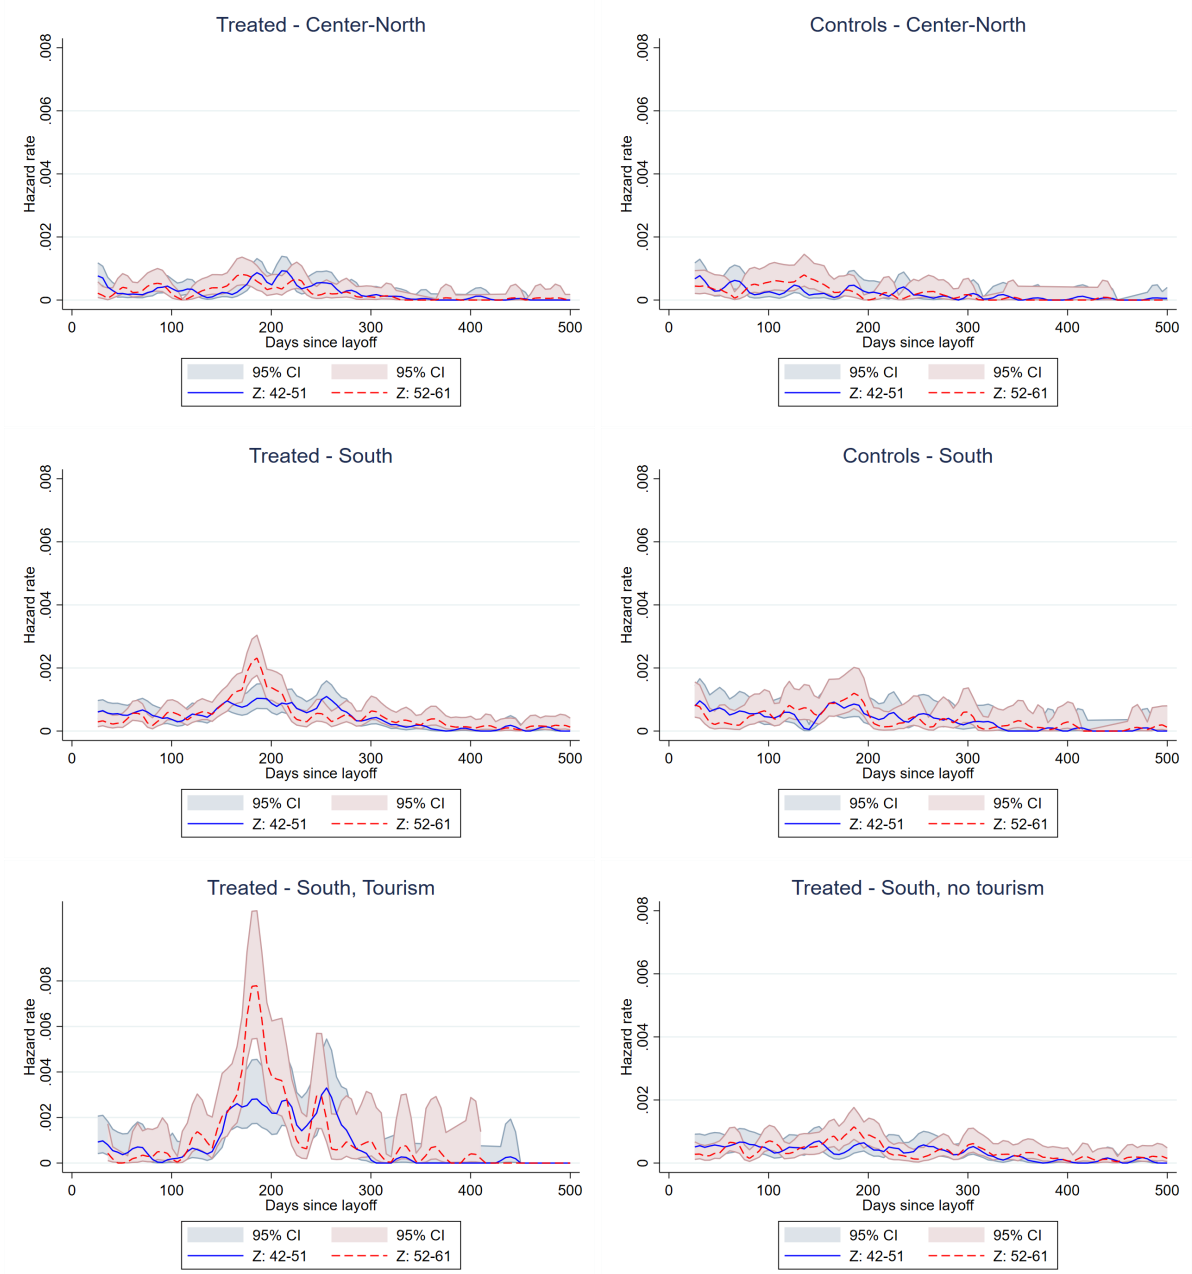 Treated - Center-North
Hazard rate
0 .002 .004 .006 .008
0 100 200 300 400 500
Days since layoff
95% CI 95% CI
Z: 42-51 Z: 52-61
Controls - Center-North
Hazard rate
0 .002 .004 .006 .008
0 100 200 300 400 500
Days since layoff
95% CI 95% CI
Z: 42-51 Z: 52-61
Treated - South
Hazard rate
0 .002 .004 .006 .008
0 100 200 300 400 500
Days since layoff
95% CI 95% CI
Z: 42-51 Z: 52-61
Controls - South
Hazard rate
0 .002 .004 .006 .008
0 100 200 300 400 500
Days since layoff
95% CI 95% CI
Z: 42-51 Z: 52-61
Treated - South, Tourism
Hazard rate
0 .002 .004 .006 .008
0 100 200 300 400 500
Days since layoff
95% CI 95% CI
Z: 42-51 Z: 52-61
Treated - South, no tourism
Hazard rate
0 .002 .004 .006 .008
0 100 200 300 400 500
Days since layoff
95% CI 95% CI
Z: 42-51 Z: 52-61